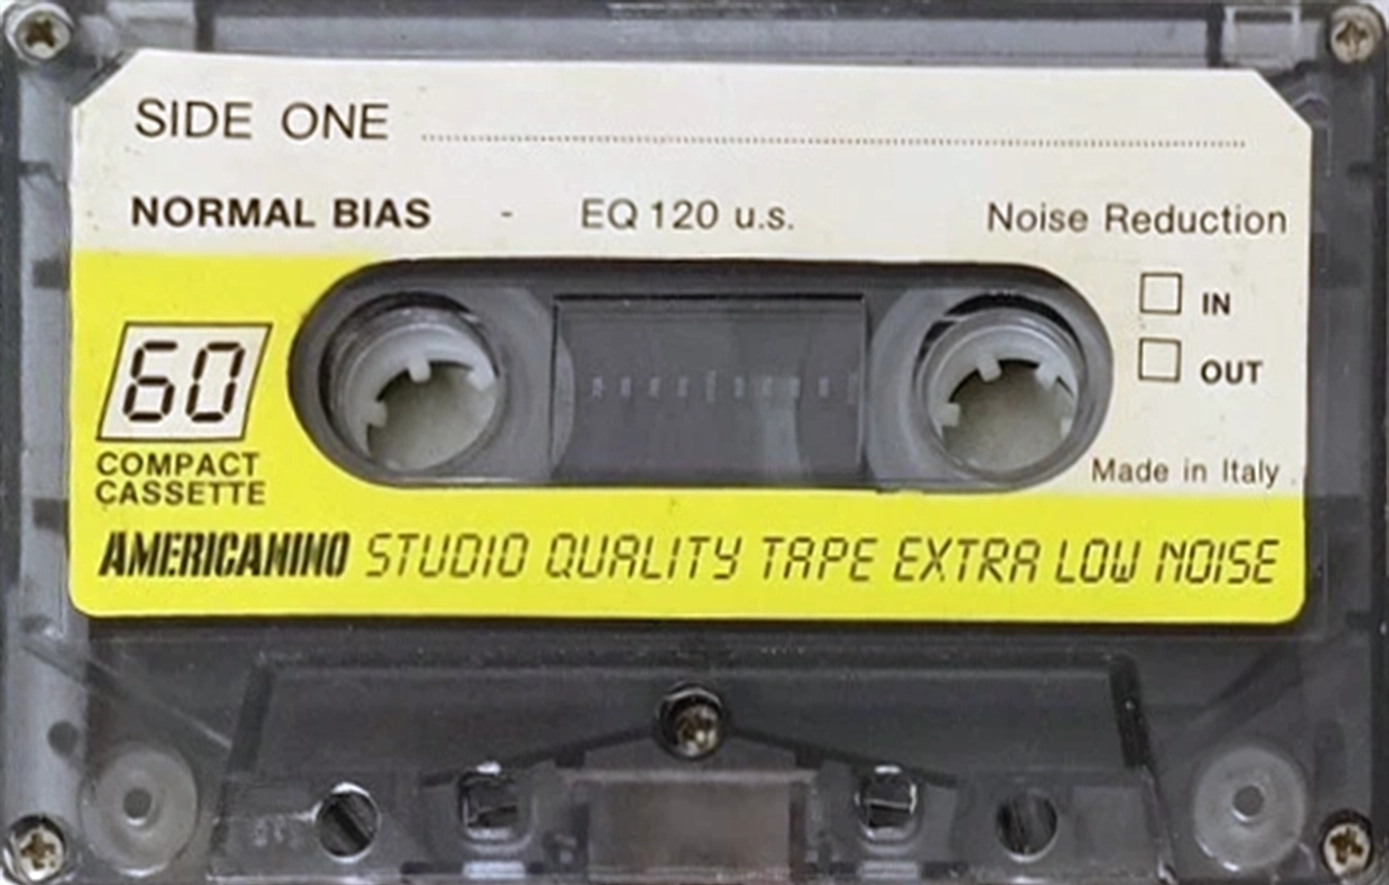 SIDE ONE
NORMAL BIAS - EQ 120 u.s. Noise Reduction
IN
OUT
60
COMPACT
CASSETTE
Made in Italy
AMERICANINO STUDIO QUALITY TAPE EXTRA LOW NOISE